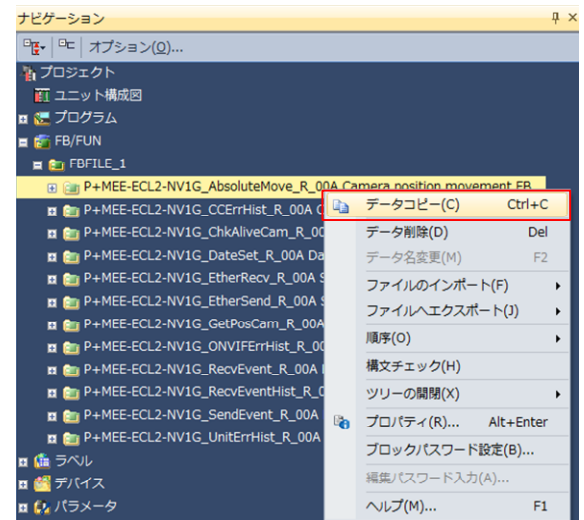 ナビゲーション
オプション(O)...
プロジェクト
ユニット構成図
プログラム
FB/FUN
FBFILE_1
P+MEE-ECL2-NV1G_AbsoluteMove_R_00A Camera position movement FB
P+MEE-ECL2-NV1G_CCErrHist_R_00A
P+MEE-ECL2-NV1G_ChkAliveCam_R_00
P+MEE-ECL2-NV1G_DateSet_R_00A Da
P+MEE-ECL2-NV1G_EtherRecv_R_00A S
P+MEE-ECL2-NV1G_EtherSend_R_00A S
P+MEE-ECL2-NV1G_GetPosCam_R_00A
P+MEE-ECL2-NV1G_ONVIFErrHist_R_00
P+MEE-ECL2-NV1G_RecvEvent_R_00A
P+MEE-ECL2-NV1G_RecvEventHist_R_0
P+MEE-ECL2-NV1G_SendEvent_R_00A
P+MEE-ECL2-NV1G_UnitErrHist_R_00A
ラベル
デバイス
パラメータ
データコピー(C) Ctrl+C
データ削除(D) Del
データ名変更(M) F2
ファイルのインポート(F)
ファイルへエクスポート(J)
順序(O)
構文チェック(H)
ツリーの開閉(X)
プロパティ(R)... Alt+Enter
ブロックパスワード設定(B)...
編集パスワード入力(A)...
ヘルプ(M)... F1